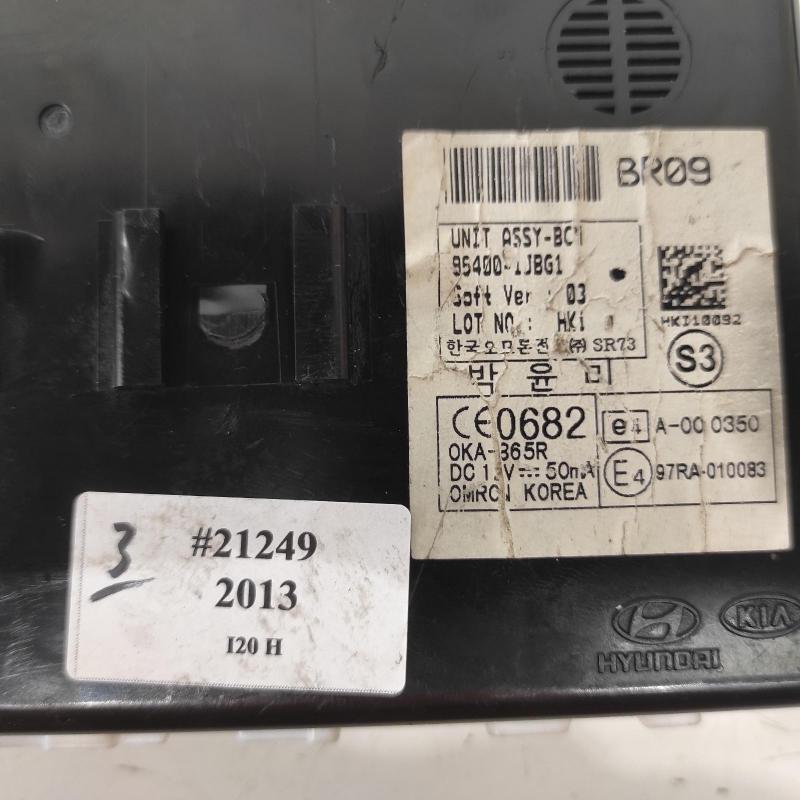 BR09
UNIT ASSY-BCM
95400-1JBG1
Soft Ver : 03
LOT NO : HKi
HKI10092
한국오므론전 ㈜ SR73
S3
박 윤 미
CE0682
e4 A-00 0350
OKA-865R
DC 12V 50mA
E4 97RA-010083
OMRON KOREA
3
#21249
2013
I20 H
HYUNDAI
KIA